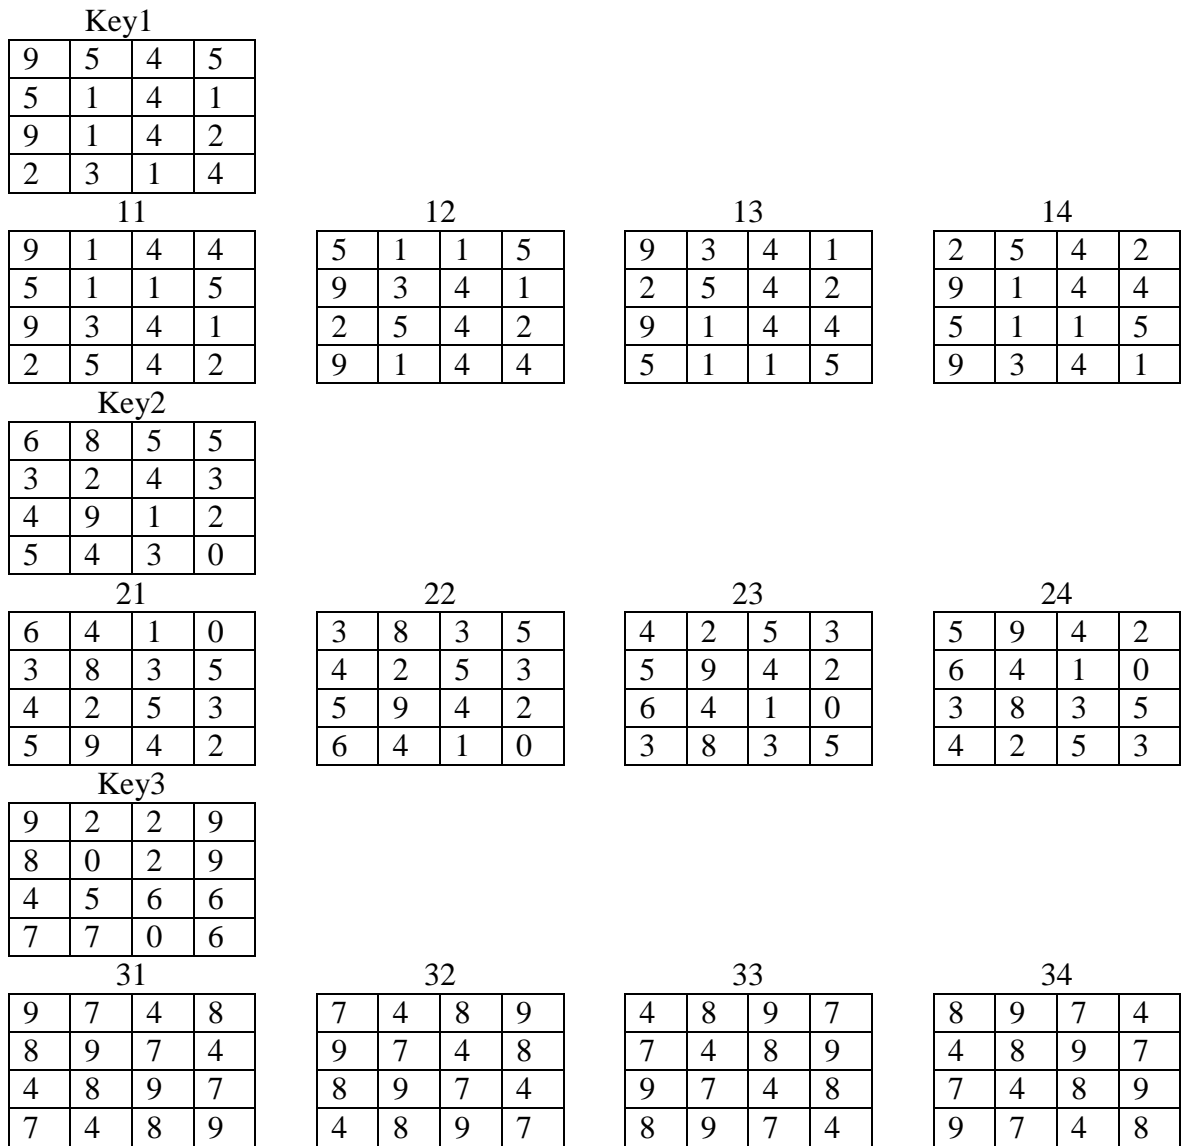 Key1
9 5 4 5
5 1 4 1
9 1 4 2
2 3 1 4
11 12 13 14
9 1 4 4 5 1 1 5 9 3 4 1 2 5 4 2
5 1 1 5 9 3 4 1 2 5 4 2 9 1 4 4
9 3 4 1 2 5 4 2 9 1 4 4 5 1 1 5
2 5 4 2 9 1 4 4 5 1 1 5 9 3 4 1
Key2
6 8 5 5
3 2 4 3
4 9 1 2
5 4 3 0
21 22 23 24
6 4 1 0 3 8 3 5 4 2 5 3 5 9 4 2
3 8 3 5 4 2 5 3 5 9 4 2 6 4 1 0
4 2 5 3 5 9 4 2 6 4 1 0 3 8 3 5
5 9 4 2 6 4 1 0 3 8 3 5 4 2 5 3
Key3
9 2 2 9
8 0 2 9
4 5 6 6
7 7 0 6
31 32 33 34
9 7 4 8 7 4 8 9 4 8 9 7 8 9 7 4
8 9 7 4 9 7 4 8 7 4 8 9 4 8 9 7
4 8 9 7 8 9 7 4 9 7 4 8 7 4 8 9
7 4 8 9 4 8 9 7 8 9 7 4 9 7 4 8